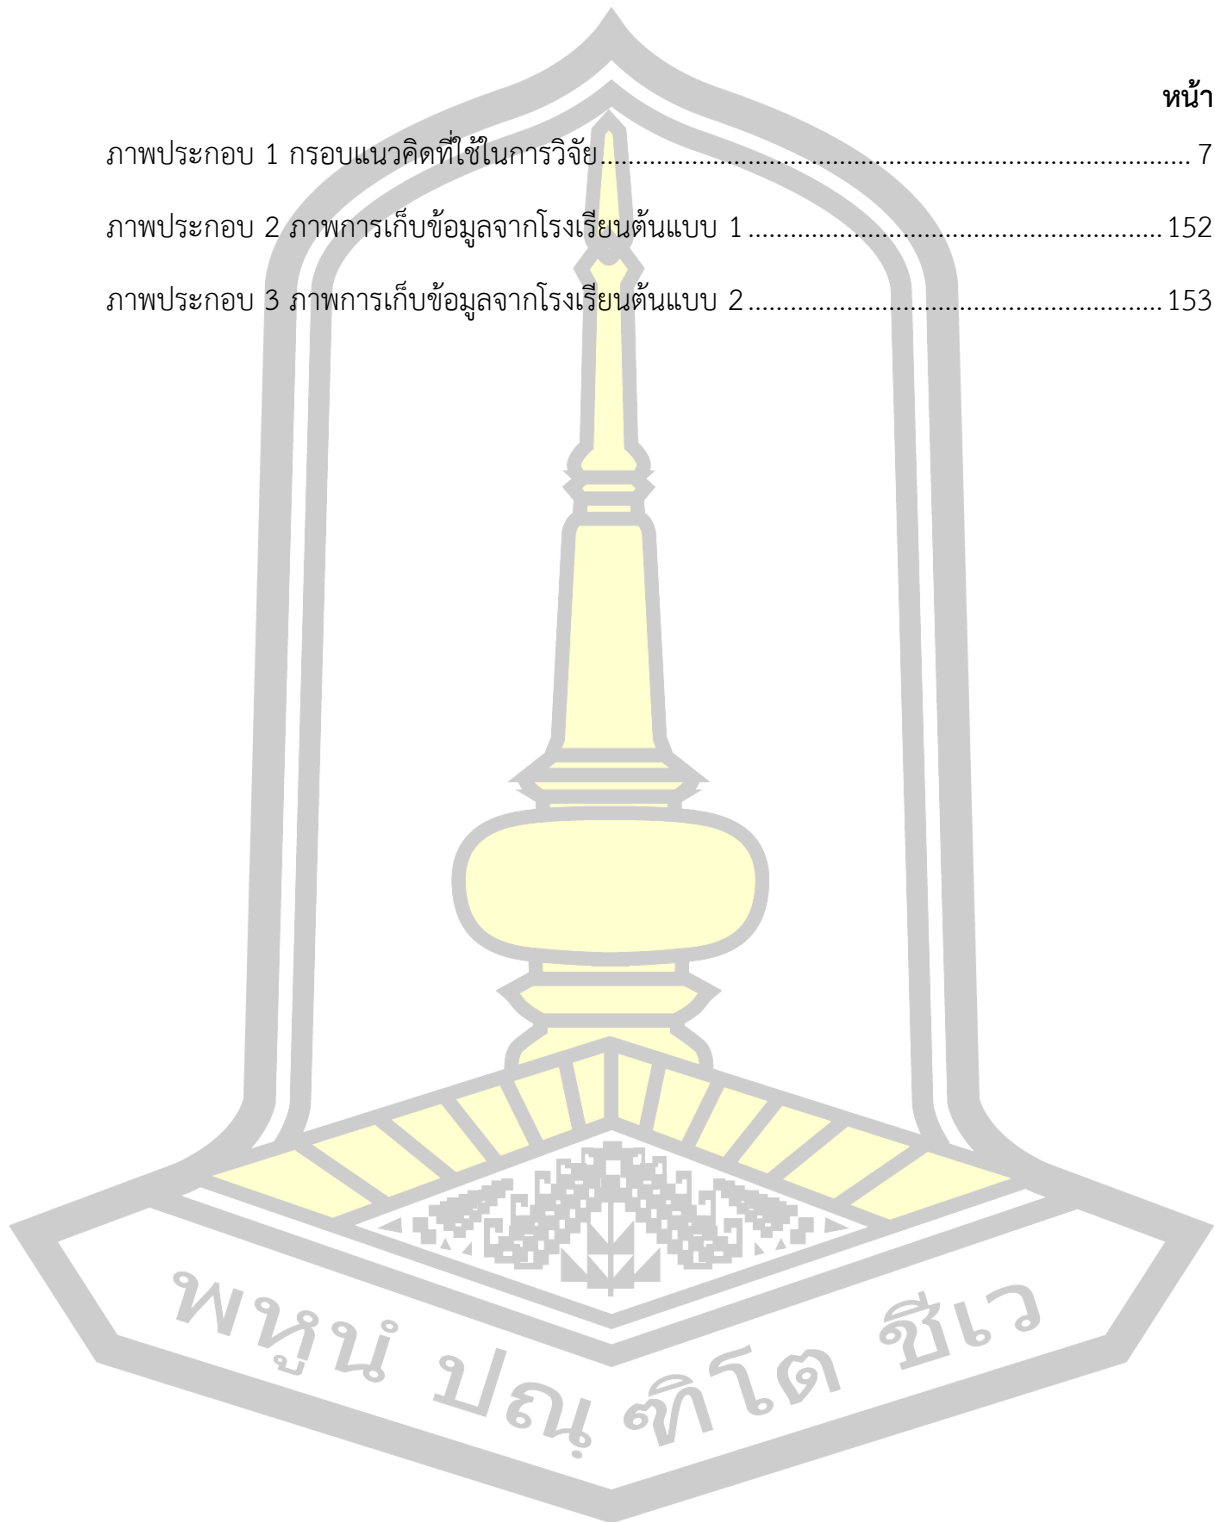 หน้า
ภาพประกอบ 1 กรอบแนวคิดที่ใช้ในการวิจัย.................................................................................... 7
ภาพประกอบ 2 ภาพการเก็บข้อมูลจากโรงเรียนต้นแบบ 1........................................................... 152
ภาพประกอบ 3 ภาพการเก็บข้อมูลจากโรงเรียนต้นแบบ 2........................................................... 153
พหูนํ ปณฺ ฑิโต ชีเว